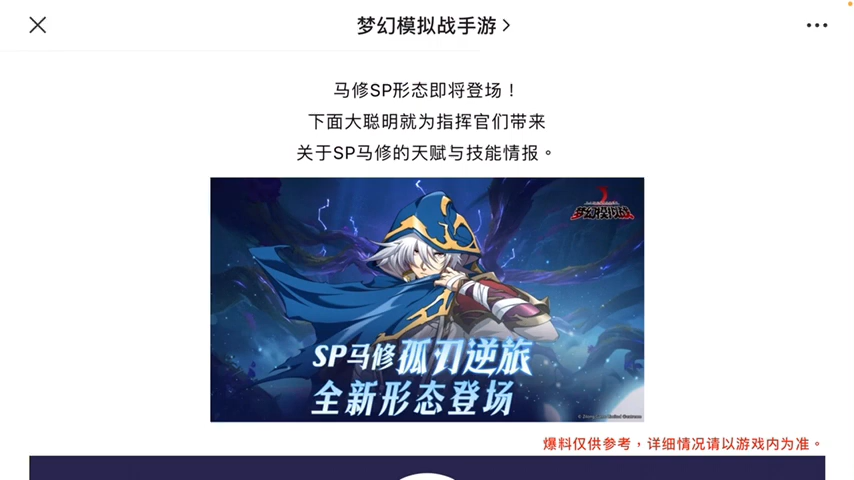 梦幻模拟战手游
马修SP形态即将登场！
下面大聪明就为指挥官们带来
关于SP马修的天赋与技能情报。
梦幻模拟战
SP马修孤刃逆旅
全新形态登场
爆料仅供参考，详细情况请以游戏内为准。